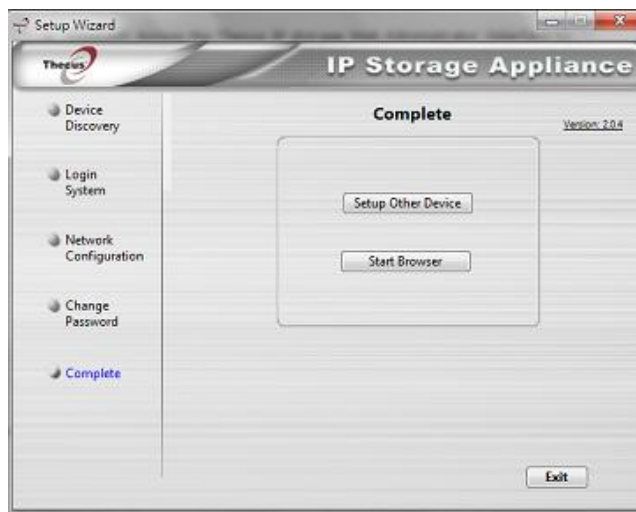 Setup Wizard
Thecus
IP Storage Appliance
Device
Discovery
Login
System
Network
Configuration
Change
Password
Complete
Complete
Version: 2.0.4
Setup Other Device
Start Browser
Exit